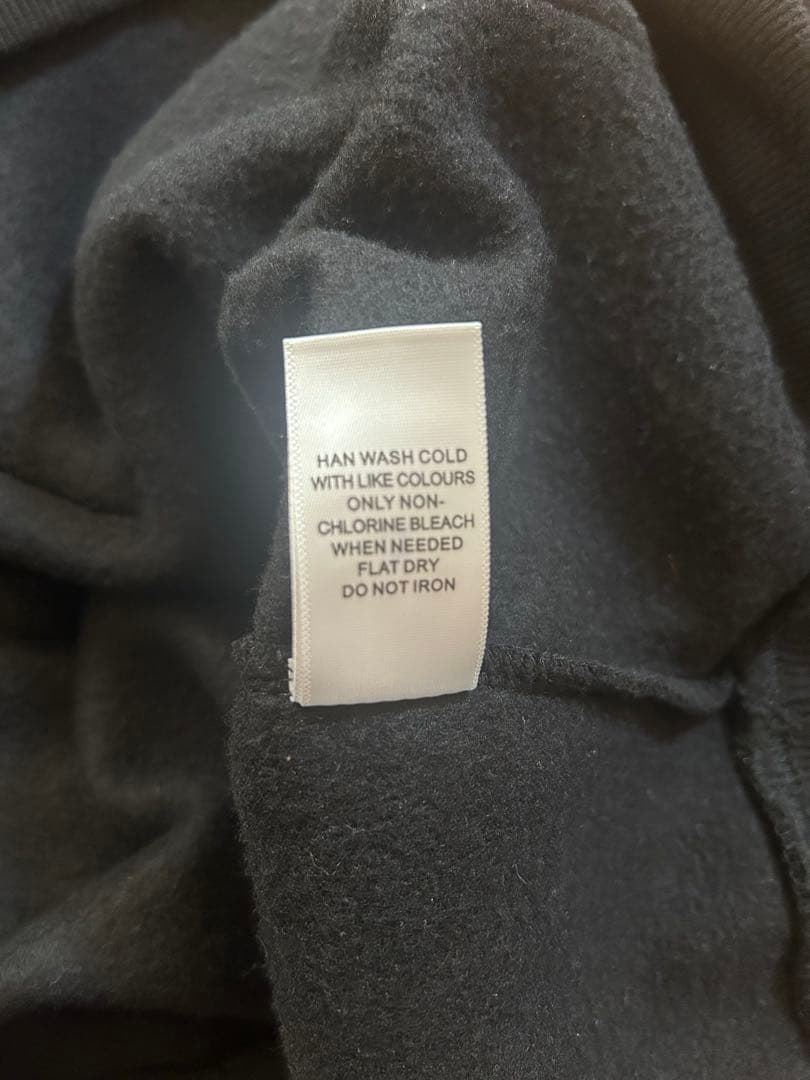 HAN WASH COLD
WITH LIKE COLOURS
ONLY NON-
CHLORINE BLEACH
WHEN NEEDED
FLAT DRY
DO NOT IRON